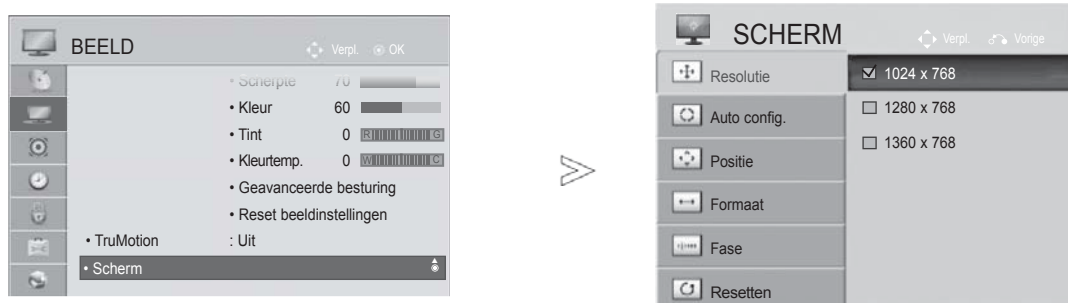 BEELD
Verpl. OK
• Scherpte 70
• Kleur 60
• Tint 0 R G
• Kleurtemp. 0 W C
• Geavanceerde besturing
• Reset beeldinstellingen
• TruMotion : Uit
• Scherm
SCHERM
Verpl. Vorige
Resolutie
Auto config.
Positie
Formaat
Fase
Resetten
1024 x 768
1280 x 768
1360 x 768